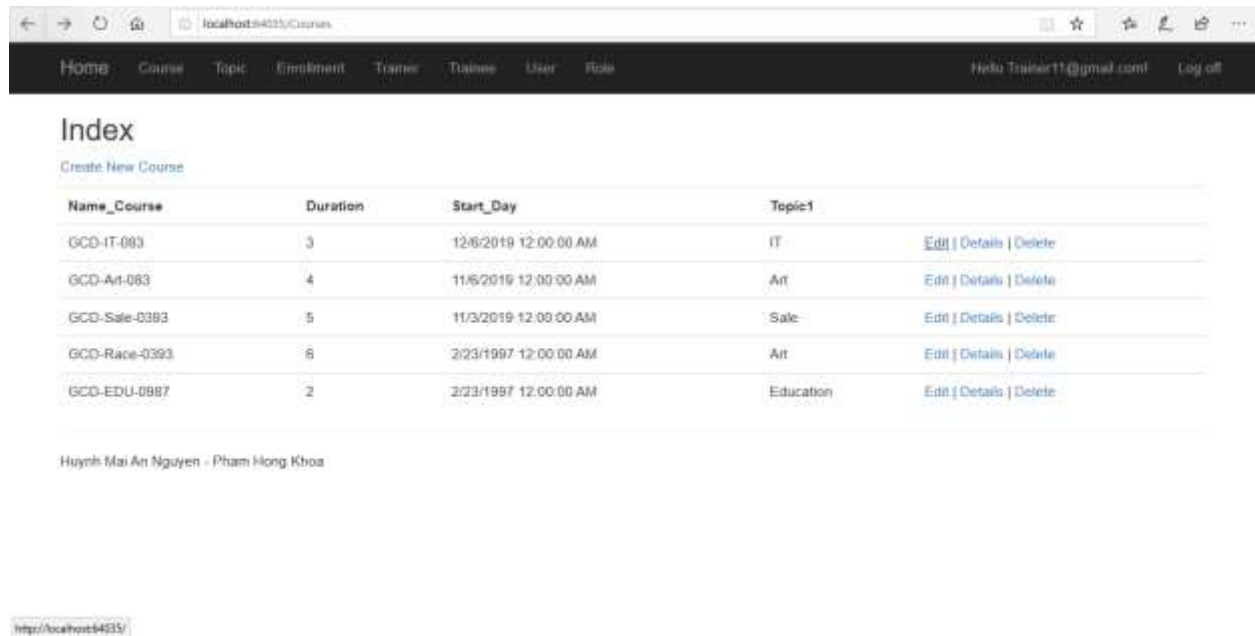 localhost:64035/Courses
Home Course Topic Enrollment Trainer Trainee User Role Hello Trainer11@gmail.com! Log off
Index
Create New Course
Name_Course Duration Start_Day Topic1
GCD-IT-083 3 12/6/2019 12:00:00 AM IT Edit | Details | Delete
GCD-Art-083 4 11/6/2019 12:00:00 AM Art Edit | Details | Delete
GCD-Sale-0393 5 11/3/2019 12:00:00 AM Sale Edit | Details | Delete
GCD-Race-0393 6 2/23/1997 12:00:00 AM Art Edit | Details | Delete
GCD-EDU-0987 2 2/23/1997 12:00:00 AM Education Edit | Details | Delete
Huynh Mai An Nguyen - Pham Hong Khoa
http://localhost:64035/